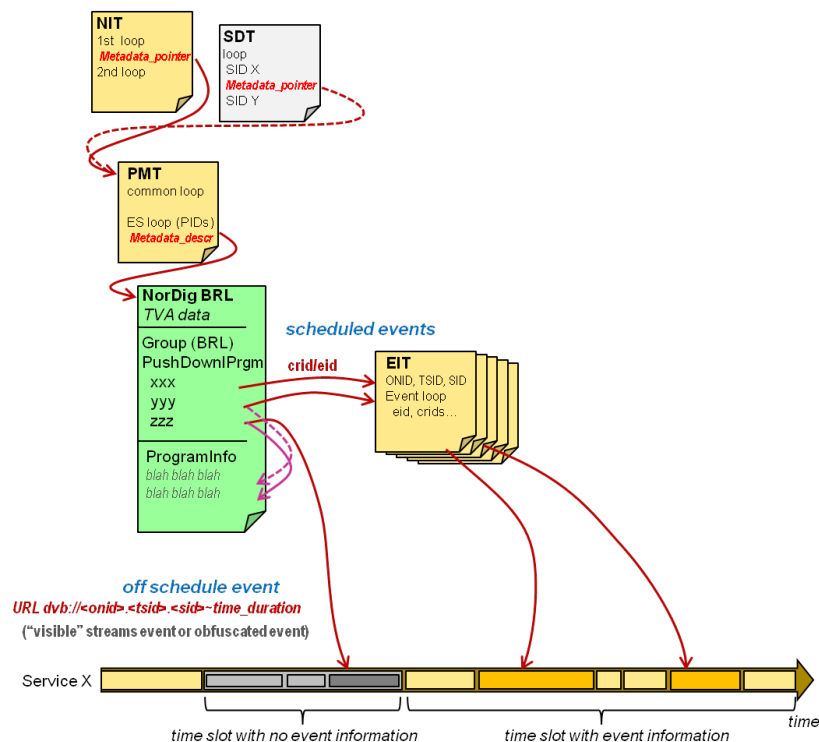 NIT
1st loop
Metadata_pointer
2nd loop
SDT
loop
SID X
Metadata_pointer
SID Y
PMT
common loop
ES loop (PIDs)
Metadata_descr
NorDig BRL
TVA data
Group (BRL)
PushDownlPrgm
xxx
yyy
zzz
ProgramInfo
blah blah blah
blah blah blah
scheduled events
crid/eid
EIT
ONID, TSID, SID
Event loop
eid, crids...
off schedule event
URL dvb://<onid>.<tsid>.<sid>~time_duration
("visible" streams event or obfuscated event)
Service X
time
time slot with no event information
time slot with event information